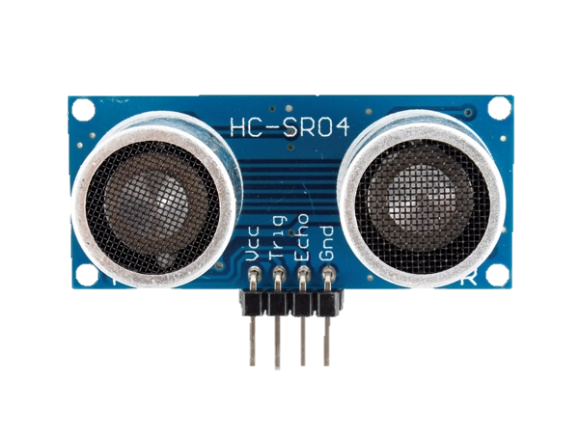 HC-SR04
Vcc
Trig
Echo
Gnd
R